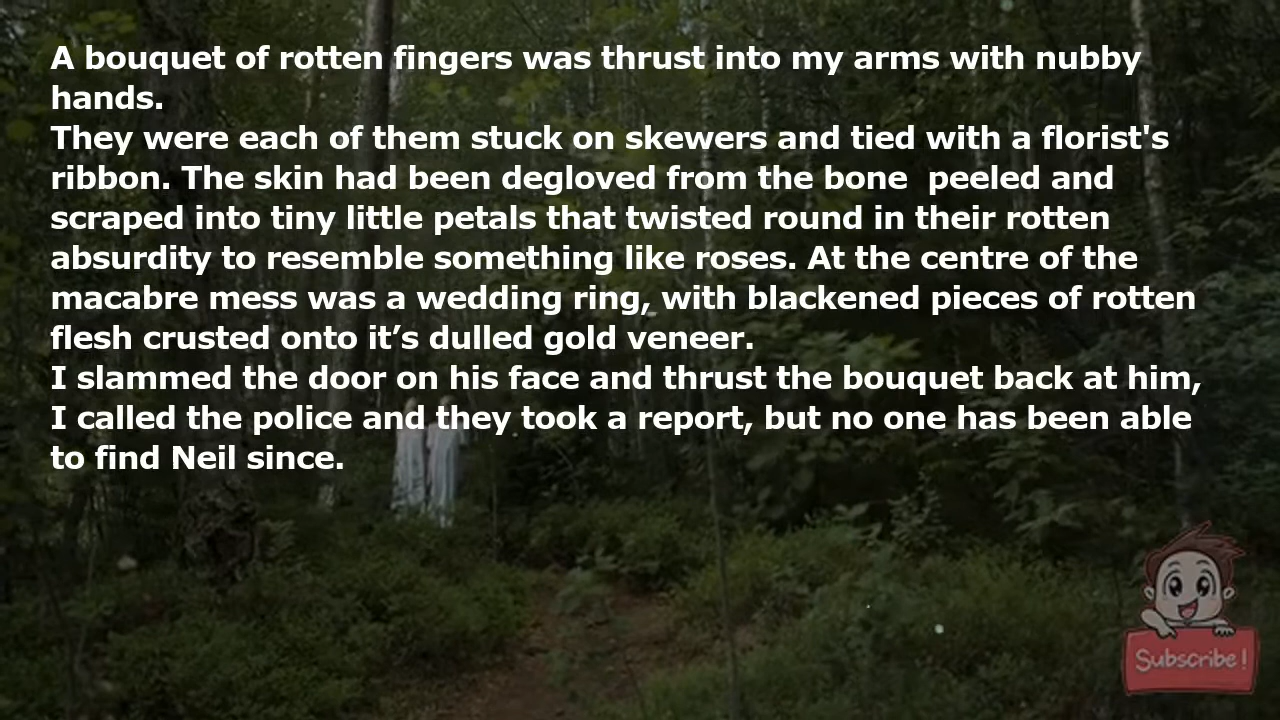 A bouquet of rotten fingers was thrust into my arms with nubby
hands.
They were each of them stuck on skewers and tied with a florist's
ribbon. The skin had been degloved from the bone  peeled and
scraped into tiny little petals that twisted round in their rotten
absurdity to resemble something like roses. At the centre of the
macabre mess was a wedding ring, with blackened pieces of rotten
flesh crusted onto it’s dulled gold veneer.
I slammed the door on his face and thrust the bouquet back at him,
I called the police and they took a report, but no one has been able
to find Neil since.
Subscribe!